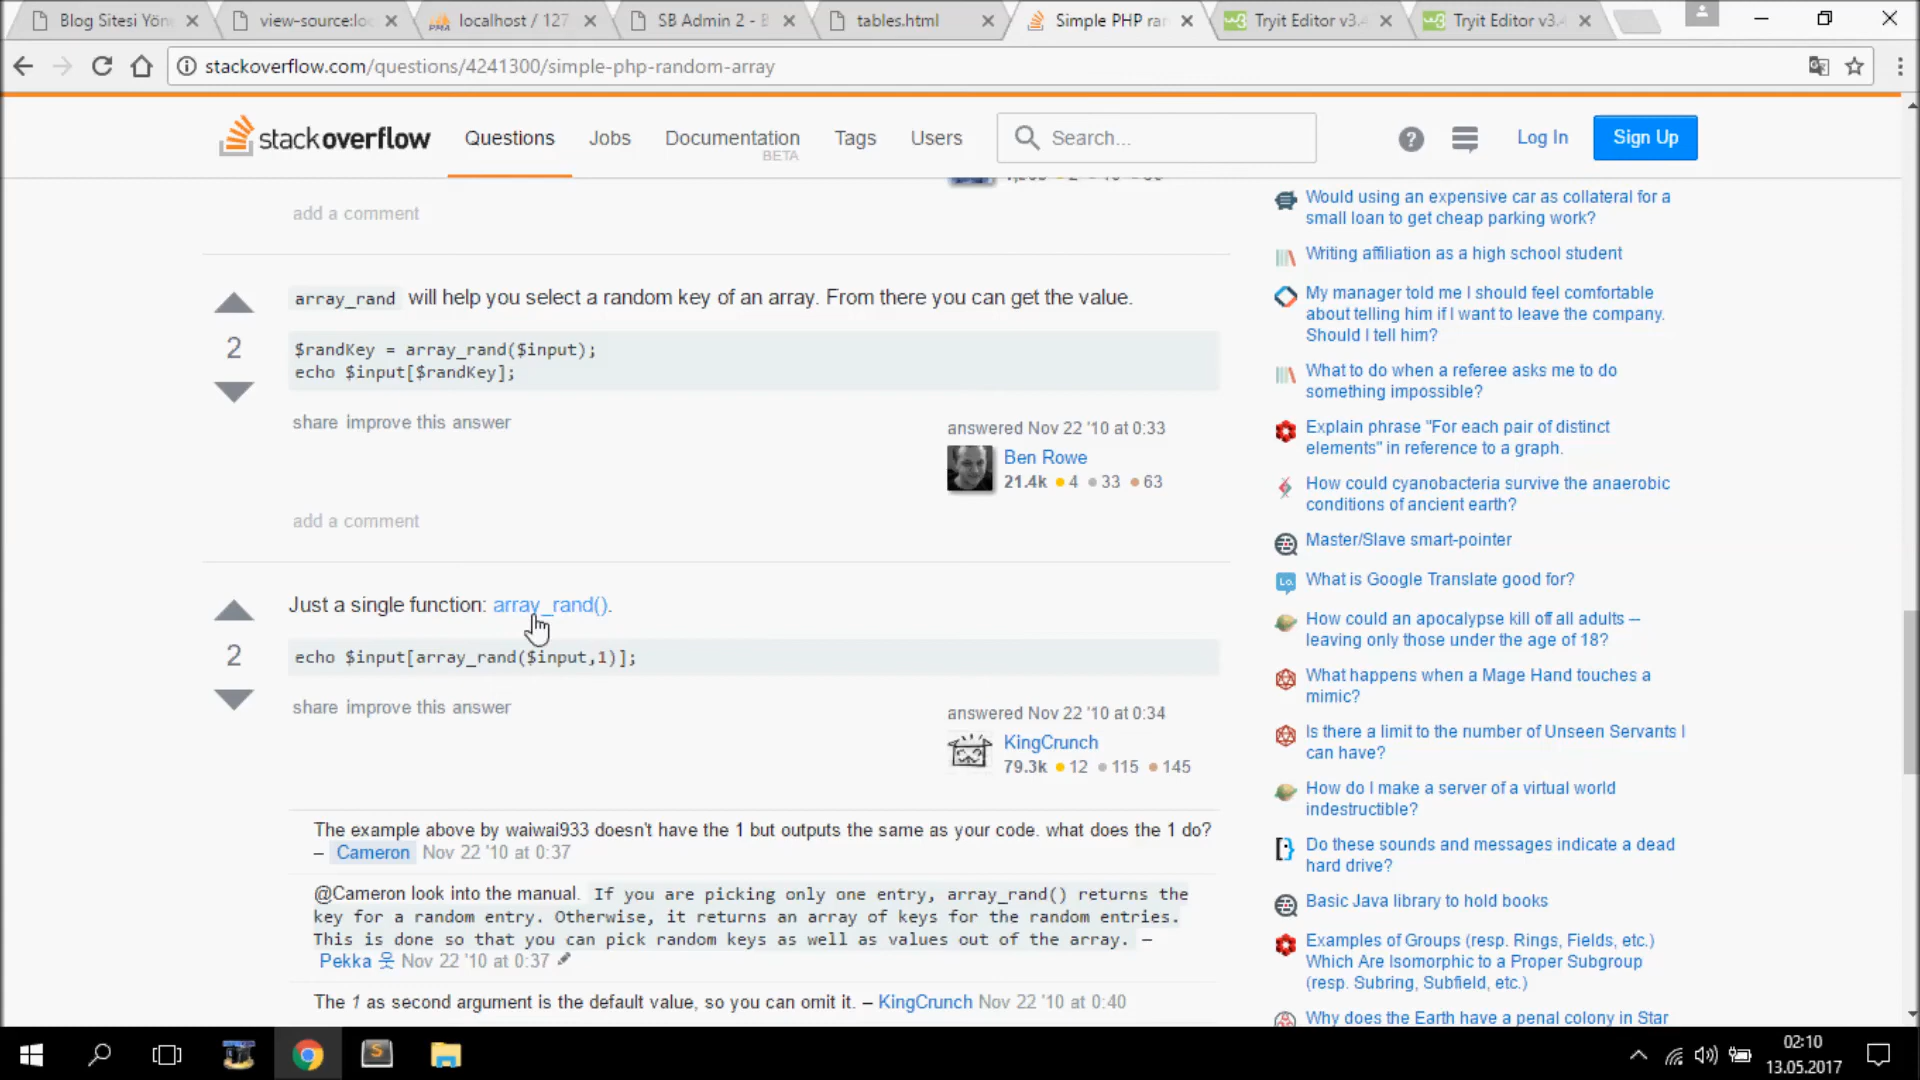 Blog Sitesi Yön
view-source:loc
localhost / 127
SB Admin 2 - B
tables.html
Simple PHP ran
Tryit Editor v3.4
Tryit Editor v3.4
stackoverflow.com/questions/4241300/simple-php-random-array
stackoverflow
Questions
Jobs
Documentation
BETA
Tags
Users
Search...
Log In
Sign Up
add a comment
array_rand will help you select a random key of an array. From there you can get the value.
2
$randKey = array_rand($input);
echo $input[$randKey];
share improve this answer
answered Nov 22 '10 at 0:33
Ben Rowe
21.4k 4 33 63
add a comment
Just a single function: array_rand().
2
echo $input[array_rand($input,1)];
share improve this answer
answered Nov 22 '10 at 0:34
KingCrunch
79.3k 12 115 145
The example above by waiwai933 doesn't have the 1 but outputs the same as your code. what does the 1 do?
– Cameron Nov 22 '10 at 0:37
@Cameron look into the manual. If you are picking only one entry, array_rand() returns the
key for a random entry. Otherwise, it returns an array of keys for the random entries.
This is done so that you can pick random keys as well as values out of the array. –
Pekka 웃 Nov 22 '10 at 0:37
The 1 as second argument is the default value, so you can omit it. – KingCrunch Nov 22 '10 at 0:40
Would using an expensive car as collateral for a
small loan to get cheap parking work?
Writing affiliation as a high school student
My manager told me I should feel comfortable
about telling him if I want to leave the company.
Should I tell him?
What to do when a referee asks me to do
something impossible?
Explain phrase "For each pair of distinct
elements" in reference to a graph.
How could cyanobacteria survive the anaerobic
conditions of ancient earth?
Master/Slave smart-pointer
What is Google Translate good for?
How could an apocalypse kill off all adults –
leaving only those under the age of 18?
What happens when a Mage Hand touches a
mimic?
Is there a limit to the number of Unseen Servants I
can have?
How do I make a server of a virtual world
indestructible?
Do these sounds and messages indicate a dead
hard drive?
Basic Java library to hold books
Examples of Groups (resp. Rings, Fields, etc.)
Which Are Isomorphic to a Proper Subgroup
(resp. Subring, Subfield, etc.)
Why does the Earth have a penal colony in Star
02:10
13.05.2017